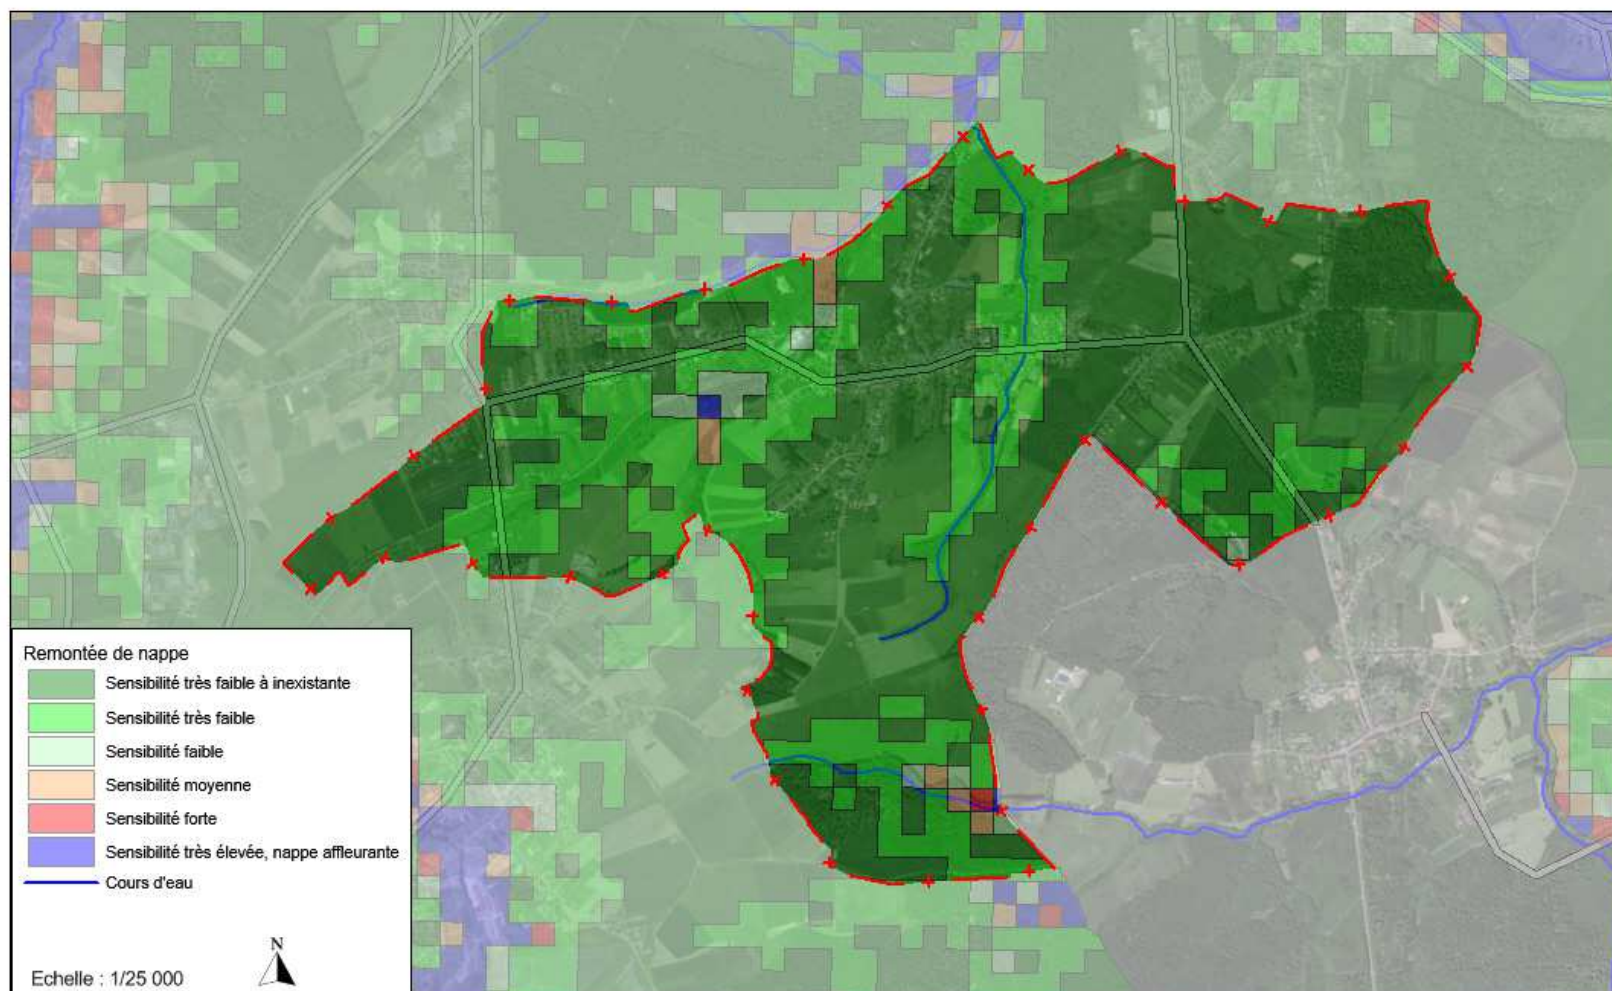 Remontée de nappe
Sensibilité très faible à inexistante
Sensibilité très faible
Sensibilité faible
Sensibilité moyenne
Sensibilité forte
Sensibilité très élevée, nappe affleurante
Cours d'eau
N
Echelle : 1/25 000